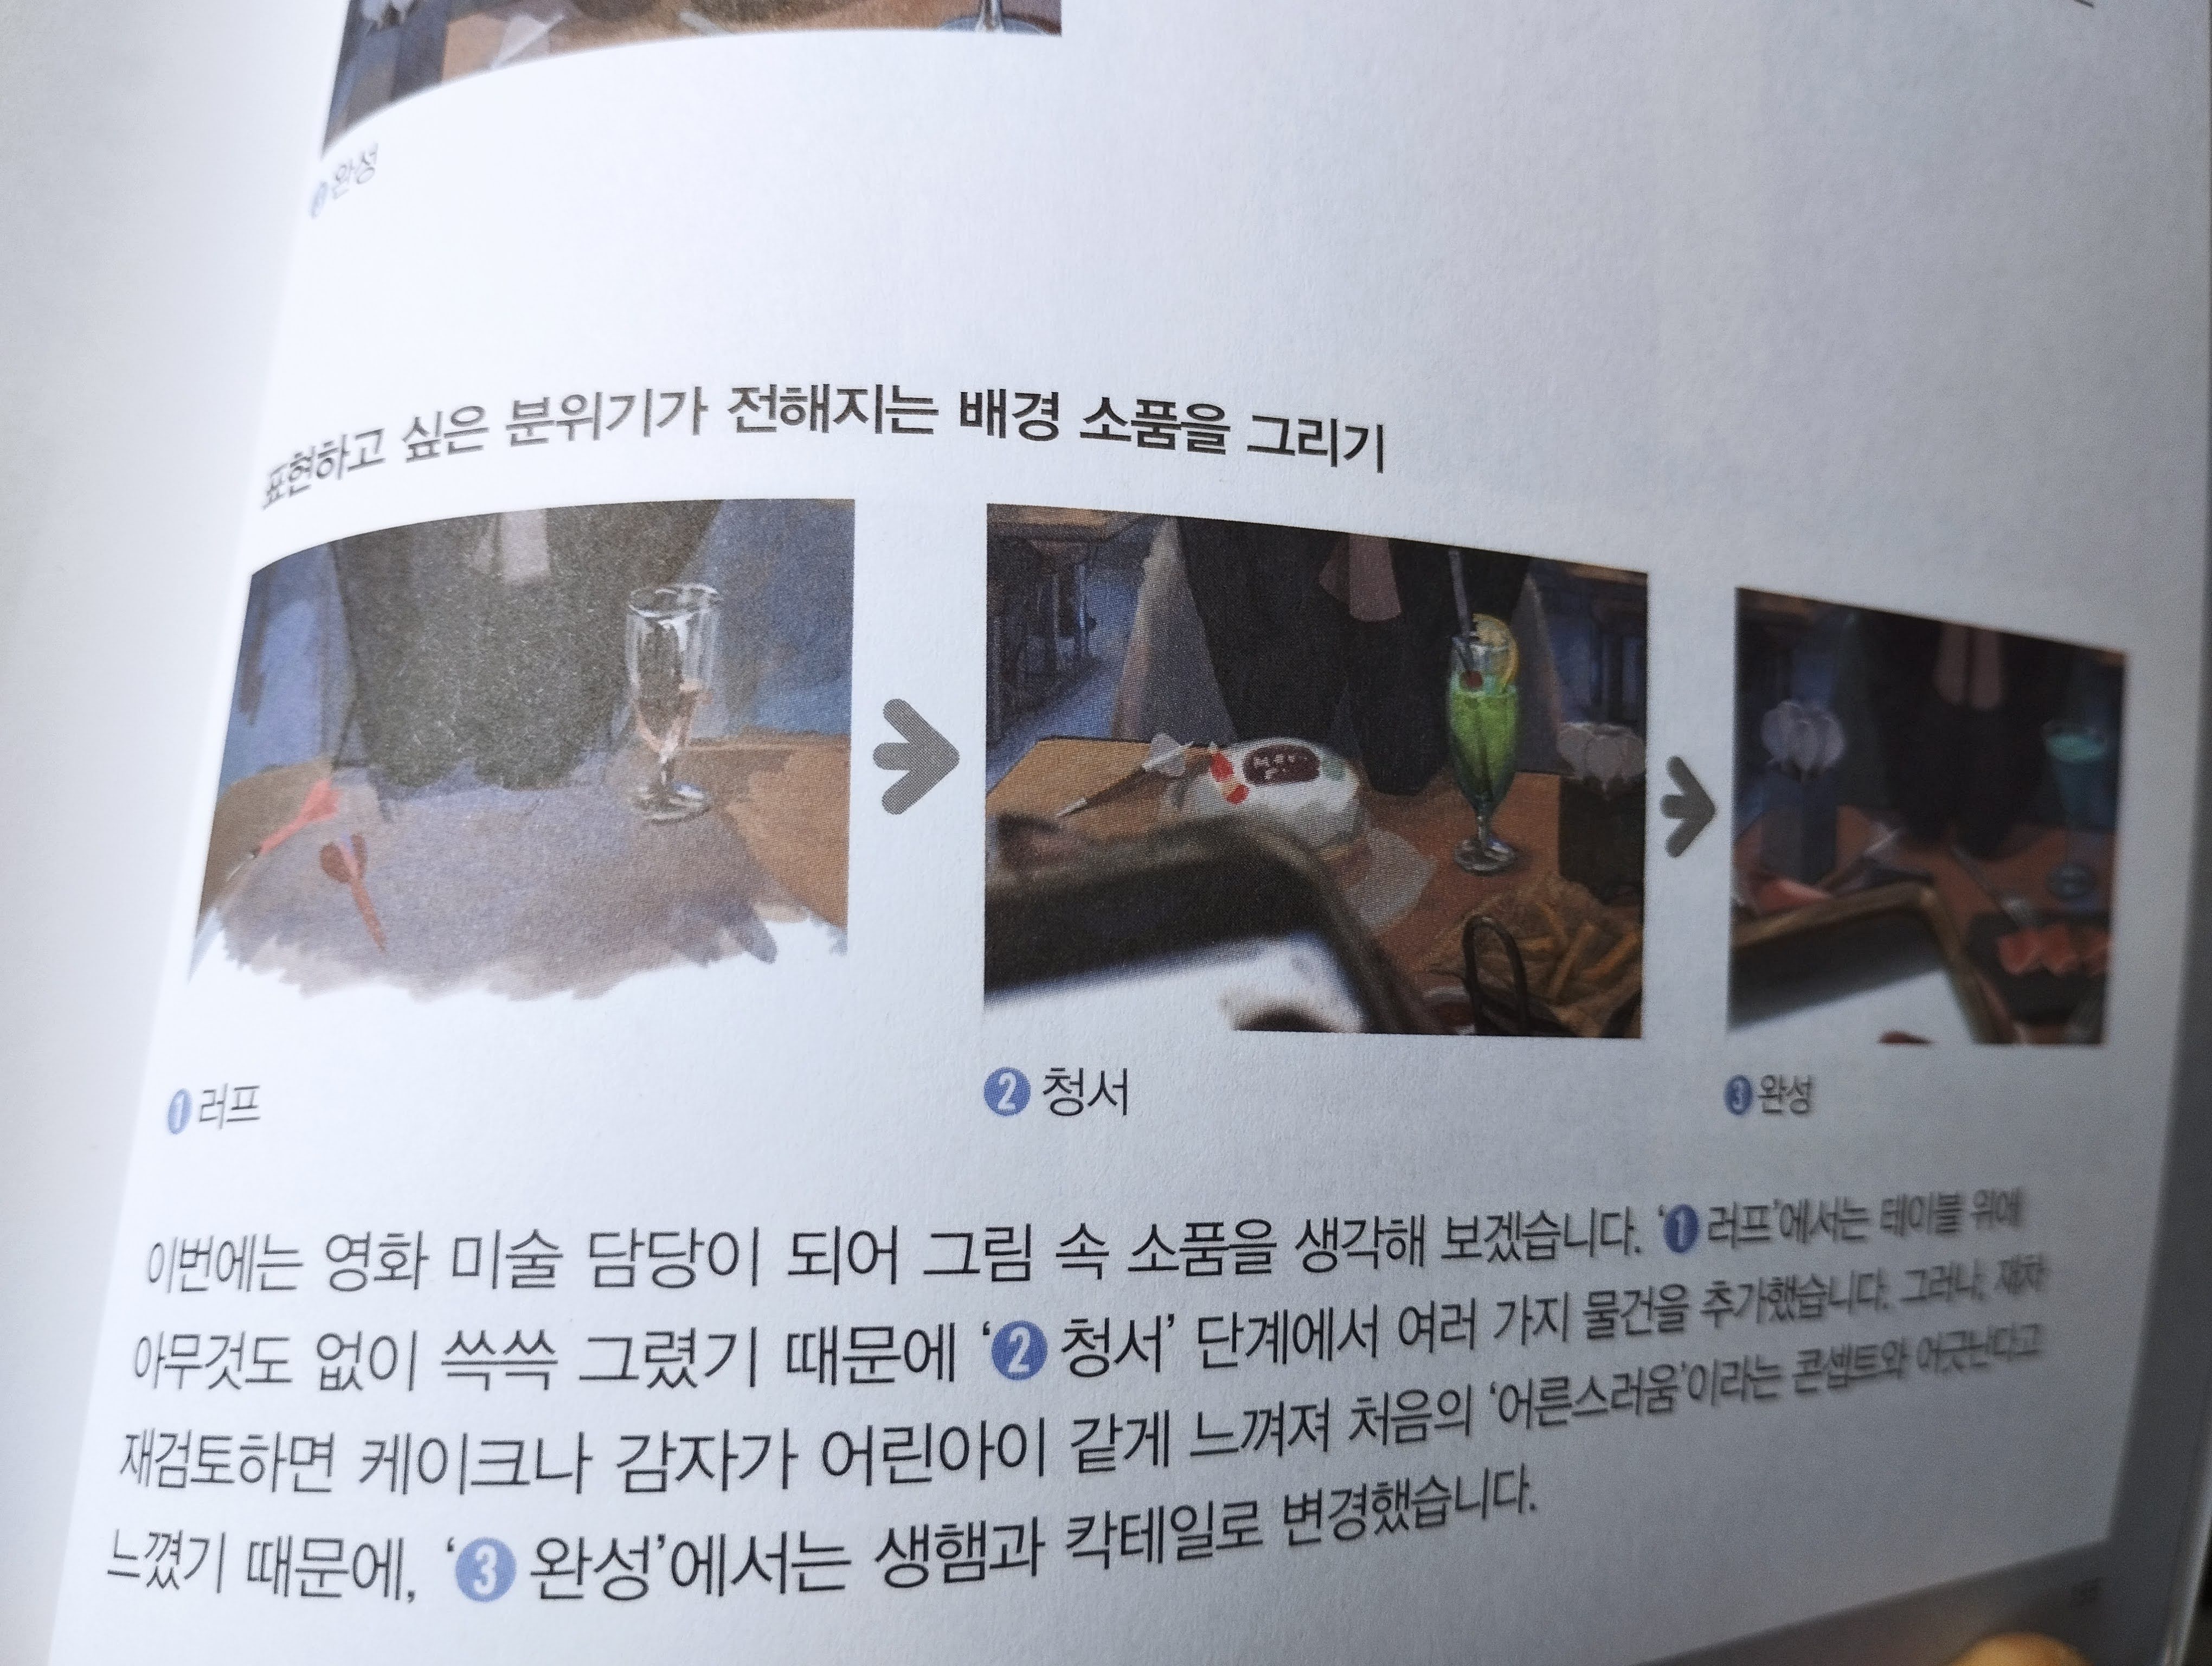 완성
표현하고 싶은 분위기가 전해지는 배경 소품을 그리기
1 러프
2 청서
3 완성
이번에는 영화 미술 담당이 되어 그림 속 소품을 생각해 보겠습니다. ‘1 러프’에서는 테이블 위에
아무것도 없이 쓱쓱 그렸기 때문에 ‘2 청서’ 단계에서 여러 가지 물건을 추가했습니다. 그러나, 재차
재검토하면 케이크나 감자가 어린아이 같게 느껴져 처음의 ‘어른스러움’이라는 콘셉트와 어긋난다고
느꼈기 때문에, ‘3 완성’에서는 생햄과 칵테일로 변경했습니다.